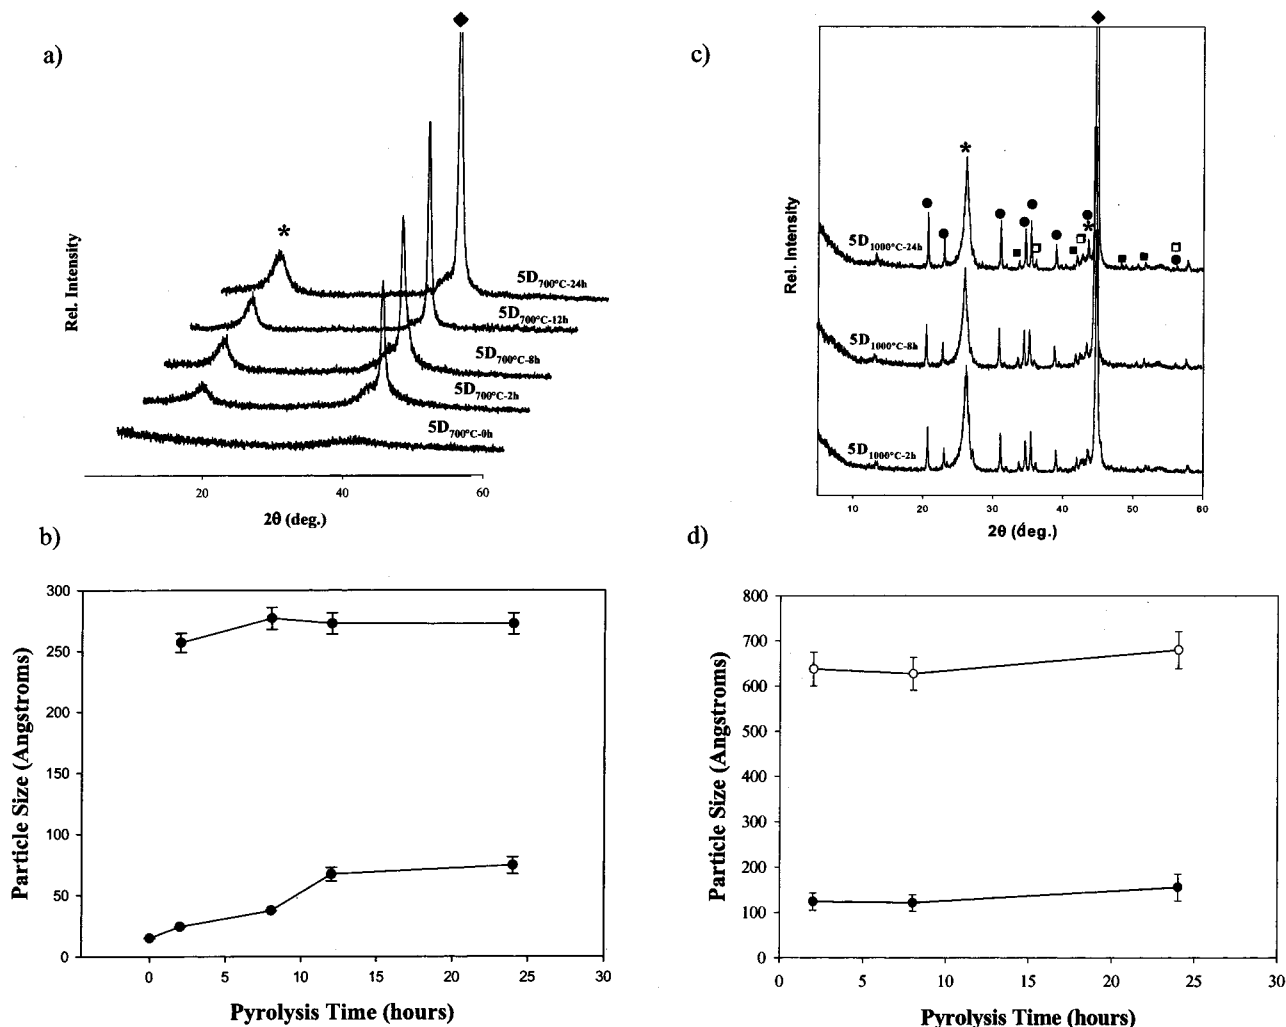 a)
Rel. Intensity
*
5D700°C-24h
5D700°C-12h
5D700°C-8h
5D700°C-2h
5D700°C-0h
20 40 60
2θ (deg.)
c)
Rel. Intensity
*
*
5D1000°C-24h
5D1000°C-8h
5D1000°C-2h
10 20 30 40 50 60
2θ (deg.)
b)
Particle Size (Angstroms)
300
250
200
150
100
50
0
0 5 10 15 20 25 30
Pyrolysis Time (hours)
d)
Particle Size (Angstroms)
800
700
600
500
400
300
200
100
0
0 5 10 15 20 25 30
Pyrolysis Time (hours)